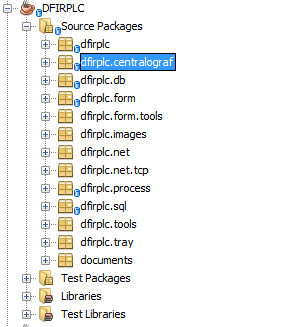 DFIRPLC
Source Packages
dfirplc
dfirplc.centralograf
dfirplc.db
dfirplc.form
dfirplc.form.tools
dfirplc.images
dfirplc.net
dfirplc.net.tcp
dfirplc.process
dfirplc.sql
dfirplc.tools
dfirplc.tray
documents
Test Packages
Libraries
Test Libraries